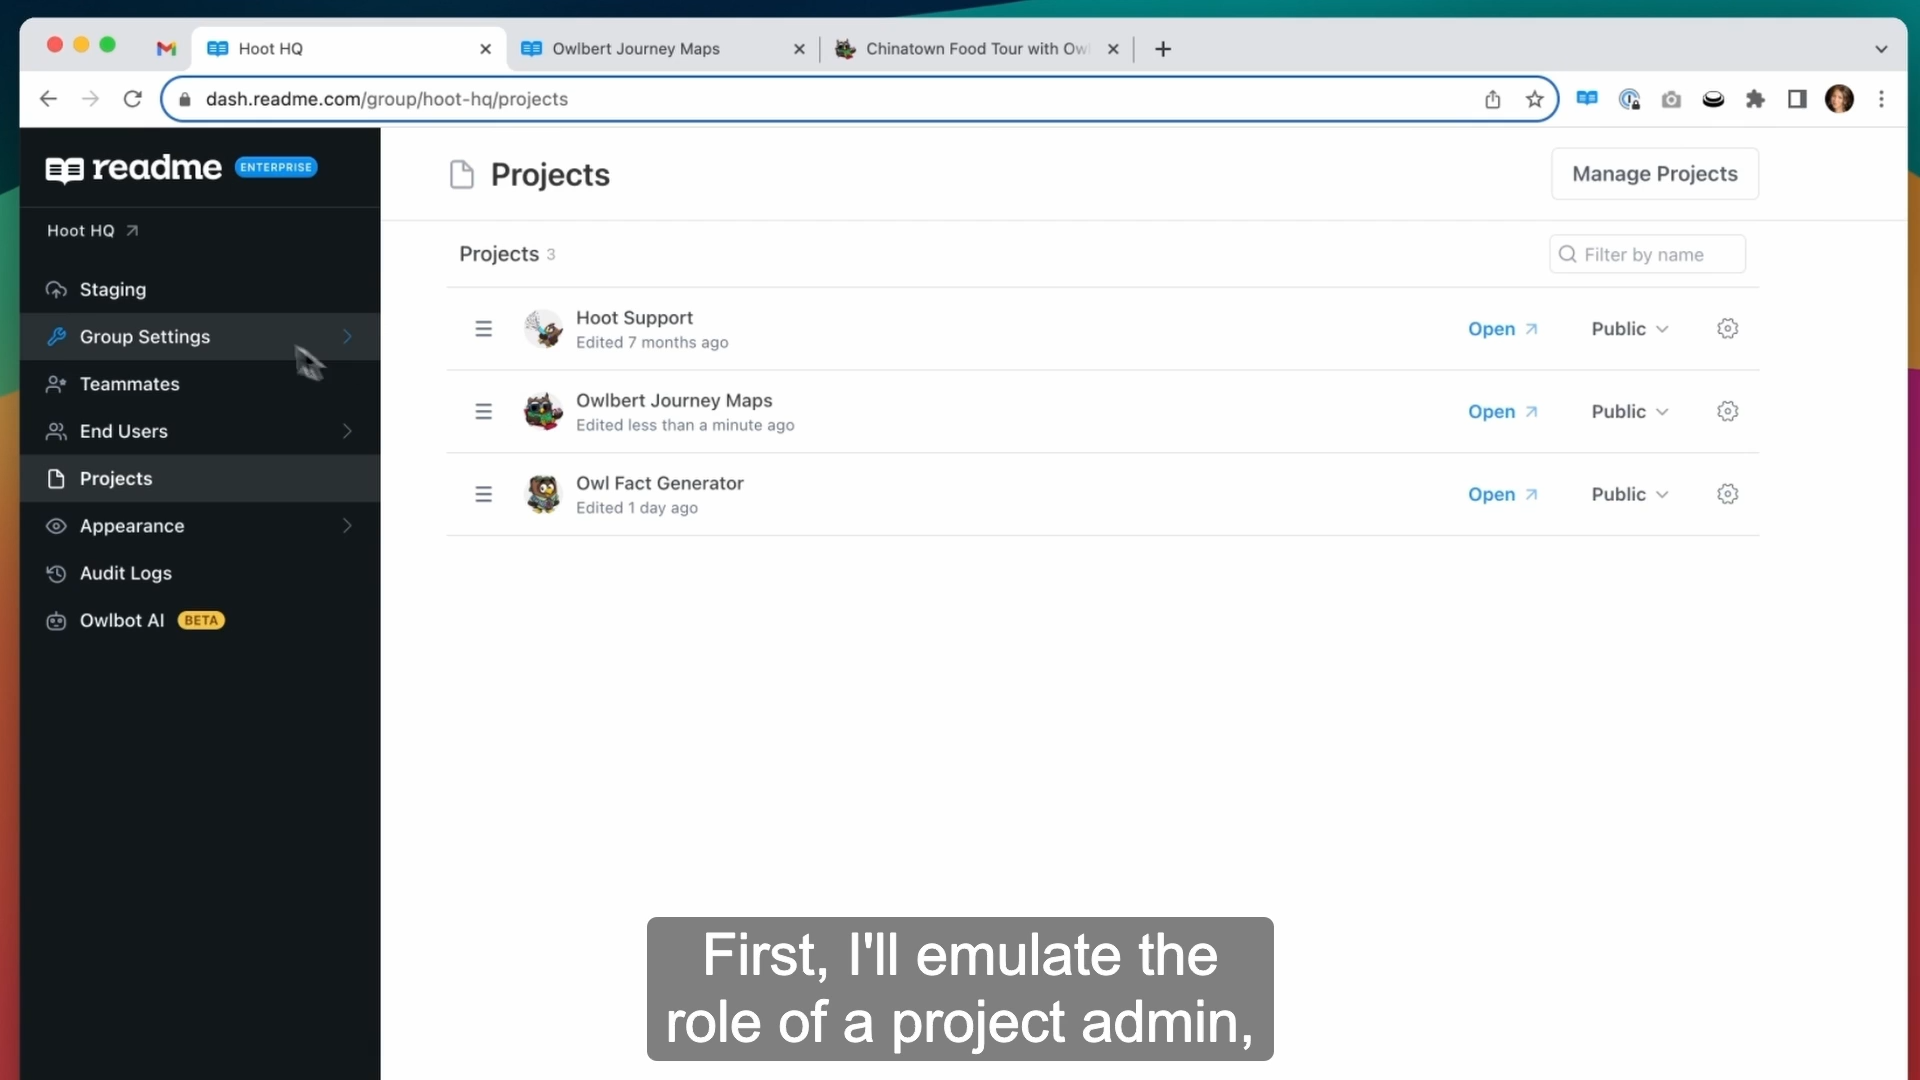 Hoot HQ
Owlbert Journey Maps
Chinatown Food Tour with Ow
dash.readme.com/group/hoot-hq/projects
readme ENTERPRISE
Hoot HQ
Staging
Group Settings
Teammates
End Users
Projects
Appearance
Audit Logs
Owlbot AI BETA
Projects
Manage Projects
Projects 3
Filter by name
Hoot Support
Edited 7 months ago
Open
Public
Owlbert Journey Maps
Edited less than a minute ago
Open
Public
Owl Fact Generator
Edited 1 day ago
Open
Public
First, I'll emulate the
role of a project admin,